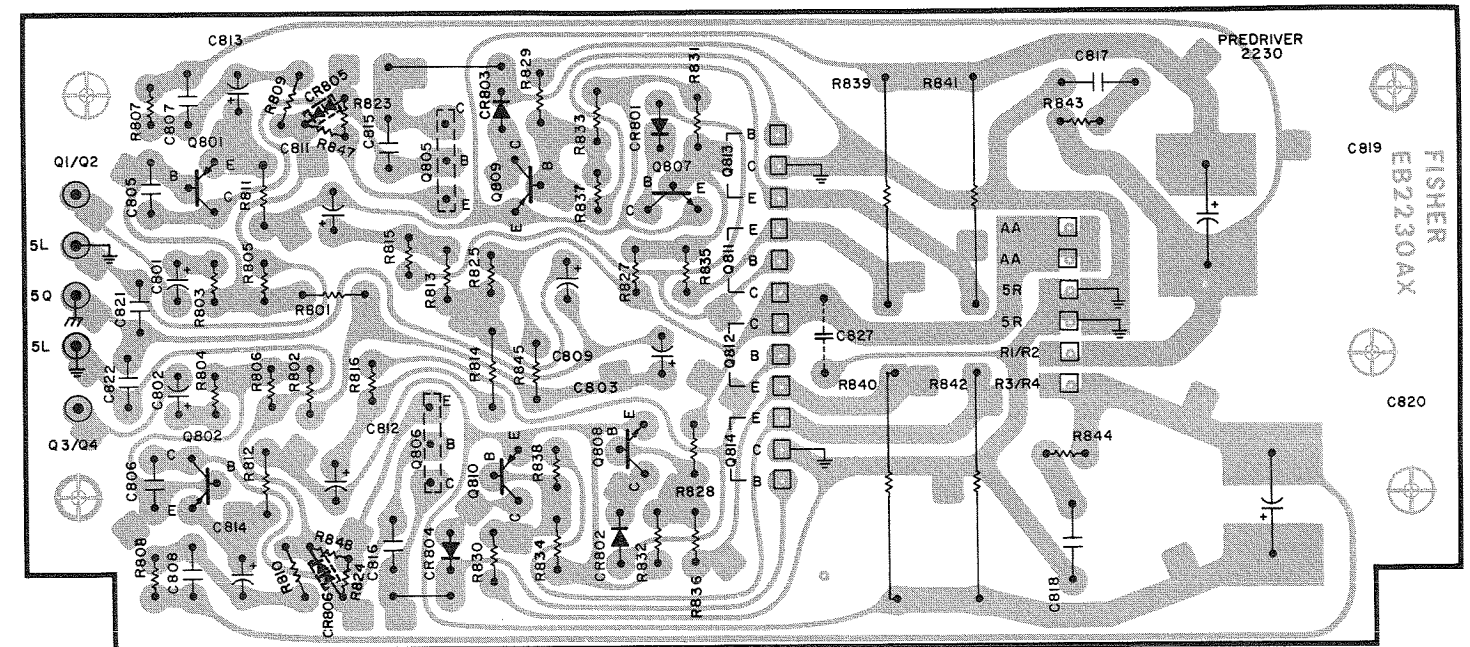 C813
PREDRIVER
2230
R807
C807
R809
CR805
R823
C815
CR803
R829
R833
CR801
R831
R839
R841
C817
R843
C819
Q801
C811
R847
Q805
C
B
E
Q809
C
B
E
R837
Q807
B
E
C
Q813
B
C
E
Q1/Q2
C805
B
E
C
R811
FISHER
EB2230AX
5L
C801
R803
R805
R815
R813
R825
R827
R835
Q811
E
B
C
AA
AA
5R
5R
R1/R2
R3/R4
5Q
C821
R801
5L
C822
C802
R804
R806
R802
R816
R814
R845
C809
C803
Q812
C
B
E
C827
R840
R842
C820
Q3/Q4
Q802
C
B
E
C806
R812
C812
Q806
E
B
C
Q810
B
E
C
R838
Q808
B
E
C
R828
Q814
E
C
B
R844
C814
R808
C808
R810
R848
CR806
R824
C816
CR804
R830
R834
CR802
R832
R836
C818